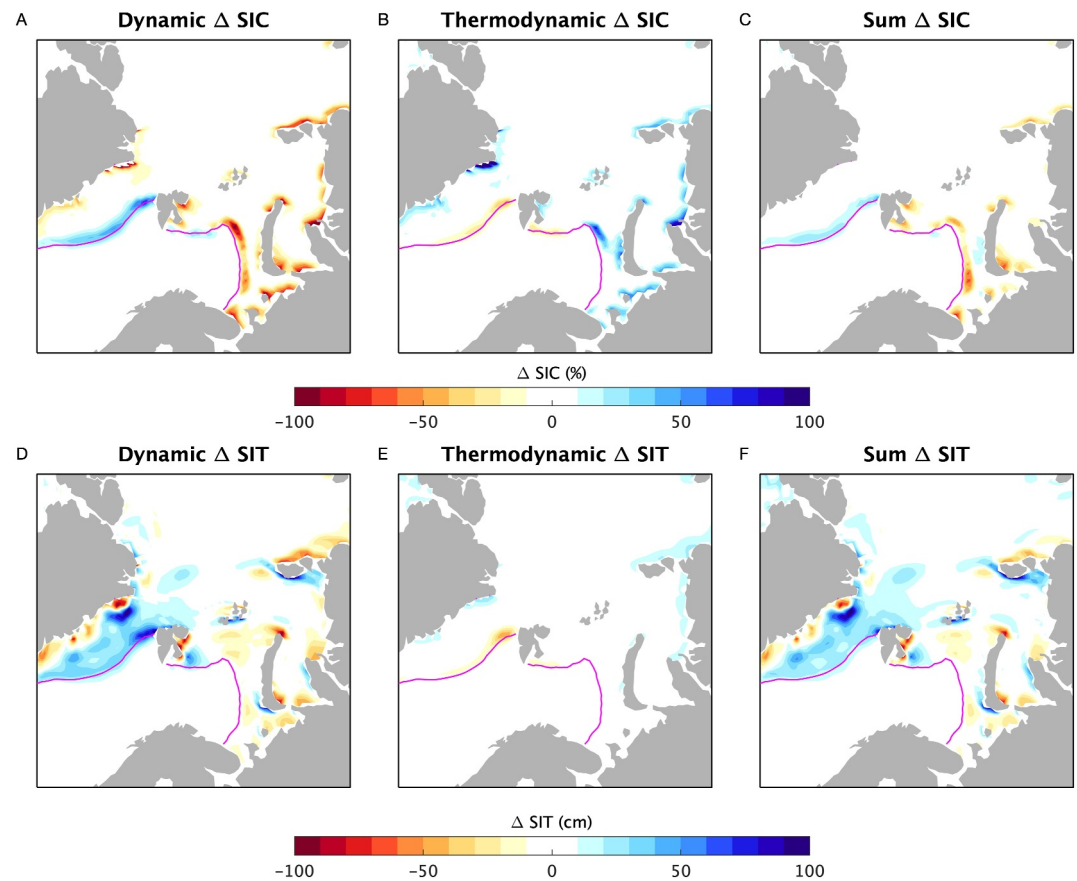 A Dynamic Δ SIC
B Thermodynamic Δ SIC
C Sum Δ SIC
Δ SIC (%)
−100 −50 0 50 100
D Dynamic Δ SIT
E Thermodynamic Δ SIT
F Sum Δ SIT
Δ SIT (cm)
−100 −50 0 50 100